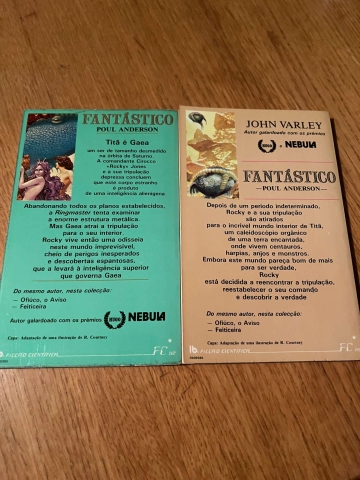 FANTÁSTICO
POUL ANDERSON
Titã é Gaea
um ser de tamanho desmedido
na órbita de Saturno.
A comandante Cirocco
«Rocky» Jones
e a sua tripulação
depressa concluem
que esse corpo estranho
é produto
de uma inteligência alienígena
Abandonando todos os planos estabelecidos,
a Ringmaster tenta examinar
a enorme estrutura metálica.
Mas Gaea atrai a tripulação
para o seu interior.
Rocky vive então uma odisseia
neste mundo imprevisível,
cheio de perigos inesperados
e descobertas espantosas,
que a levará à inteligência superior
que governa Gaea
Do mesmo autor, nesta colecção:
— Ofiúco, o Aviso
— Feiticeira
Autor galardoado com os prémios
HUGO
NEBULA
Capa: Adaptação de uma ilustração de R. Courtney
FICÇÃO CIENTÍFICA
FC
JOHN VARLEY
Autor galardoado com os prémios
HUGO
E NEBULA
FANTÁSTICO
—POUL ANDERSON—
Depois de um período indeterminado,
Rocky e a sua tripulação
são atirados
para o incrível mundo interior de Titã,
um caleidoscópio orgânico
de uma terra encantada,
onde vivem centauros,
harpias, anjos e monstros.
Embora este mundo pareça bom de mais
para ser verdade,
Rocky
está decidida a reencontrar a tripulação,
reestabelecer o seu comando
e descobrir a verdade
Do mesmo autor, nesta colecção:
— Ofiúco, o Aviso
— Feiticeira
Capa: Adaptação de uma ilustração de R. Courtney
FICÇÃO CIENTÍFICA
FC